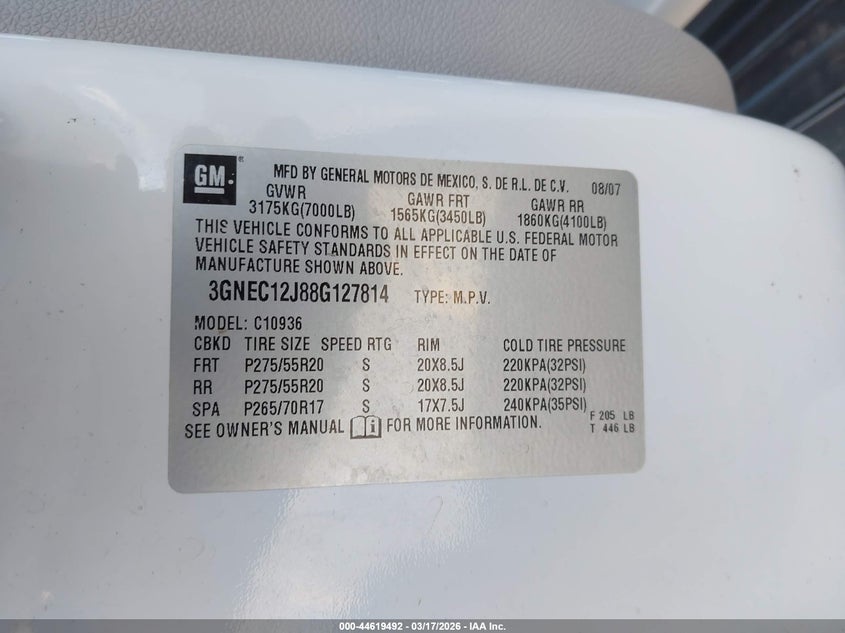 GM®
MFD BY GENERAL MOTORS DE MEXICO, S. DE R.L. DE C.V. 08/07
GVWR GAWR FRT GAWR RR
3175KG(7000LB) 1565KG(3450LB) 1860KG(4100LB)
THIS VEHICLE CONFORMS TO ALL APPLICABLE U.S. FEDERAL MOTOR
VEHICLE SAFETY STANDARDS IN EFFECT ON THE DATE OF
MANUFACTURE SHOWN ABOVE.
3GNEC12J88G127814 TYPE: M.P.V.
MODEL: C10936
CBKD TIRE SIZE SPEED RTG RIM COLD TIRE PRESSURE
FRT P275/55R20 S 20X8.5J 220KPA(32PSI)
RR P275/55R20 S 20X8.5J 220KPA(32PSI)
SPA P265/70R17 S 17X7.5J 240KPA(35PSI)
SEE OWNER'S MANUAL i FOR MORE INFORMATION.
F 205 LB
T 446 LB
000-44619492 - 03/17/2026 - IAA Inc.